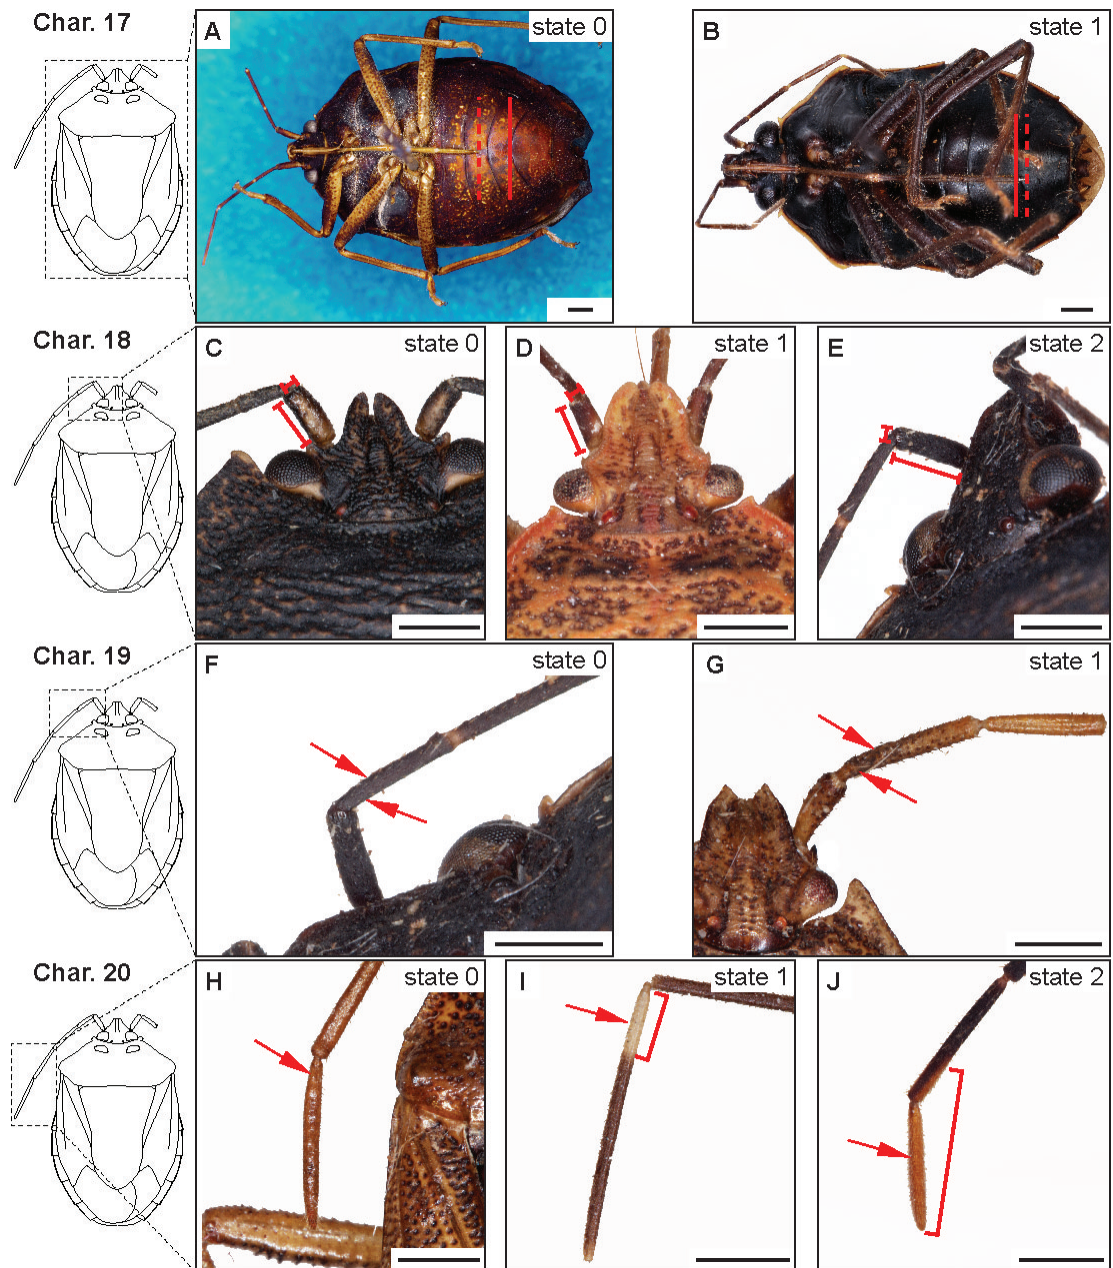 Char. 17
A state 0
B state 1
Char. 18
C state 0
D state 1
E state 2
Char. 19
F state 0
G state 1
Char. 20
H state 0
I state 1
J state 2